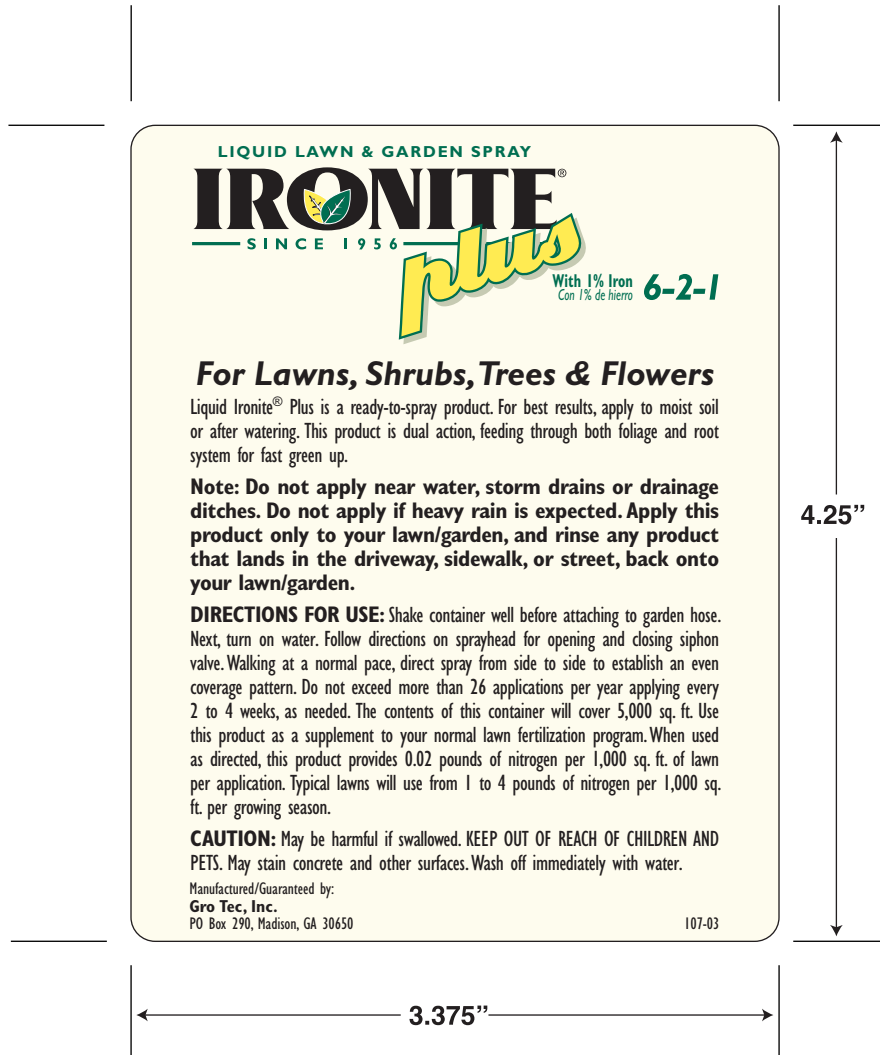 LIQUID LAWN & GARDEN SPRAY
IRONITE®
SINCE 1956
plus
With 1% Iron
Con 1% de hierro
6-2-1
For Lawns, Shrubs, Trees & Flowers
Liquid Ironite® Plus is a ready-to-spray product. For best results, apply to moist soil
or after watering. This product is dual action, feeding through both foliage and root
system for fast green up.
Note: Do not apply near water, storm drains or drainage
ditches. Do not apply if heavy rain is expected. Apply this
product only to your lawn/garden, and rinse any product
that lands in the driveway, sidewalk, or street, back onto
your lawn/garden.
DIRECTIONS FOR USE: Shake container well before attaching to garden hose.
Next, turn on water. Follow directions on sprayhead for opening and closing siphon
valve. Walking at a normal pace, direct spray from side to side to establish an even
coverage pattern. Do not exceed more than 26 applications per year applying every
2 to 4 weeks, as needed. The contents of this container will cover 5,000 sq. ft. Use
this product as a supplement to your normal lawn fertilization program. When used
as directed, this product provides 0.02 pounds of nitrogen per 1,000 sq. ft. of lawn
per application. Typical lawns will use from 1 to 4 pounds of nitrogen per 1,000 sq.
ft. per growing season.
CAUTION: May be harmful if swallowed. KEEP OUT OF REACH OF CHILDREN AND
PETS. May stain concrete and other surfaces. Wash off immediately with water.
Manufactured/Guaranteed by:
Gro Tec, Inc.
PO Box 290, Madison, GA 30650
107-03
4.25”
3.375”